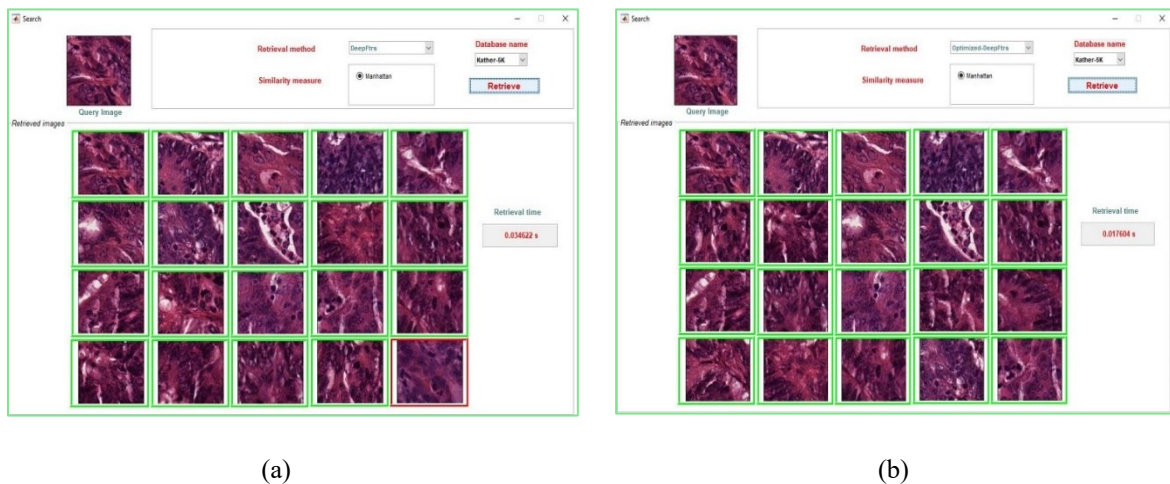 Search
Retrieval method
DeepFtrs
Database name
Kather-5K
Similarity measure
Manhattan
Retrieve
Query Image
Retrieved images
Retrieval time
0.034622 s
(a)
Search
Retrieval method
Optimized-DeepFtrs
Database name
Kather-5K
Similarity measure
Manhattan
Retrieve
Query Image
Retrieved images
Retrieval time
0.017604 s
(b)